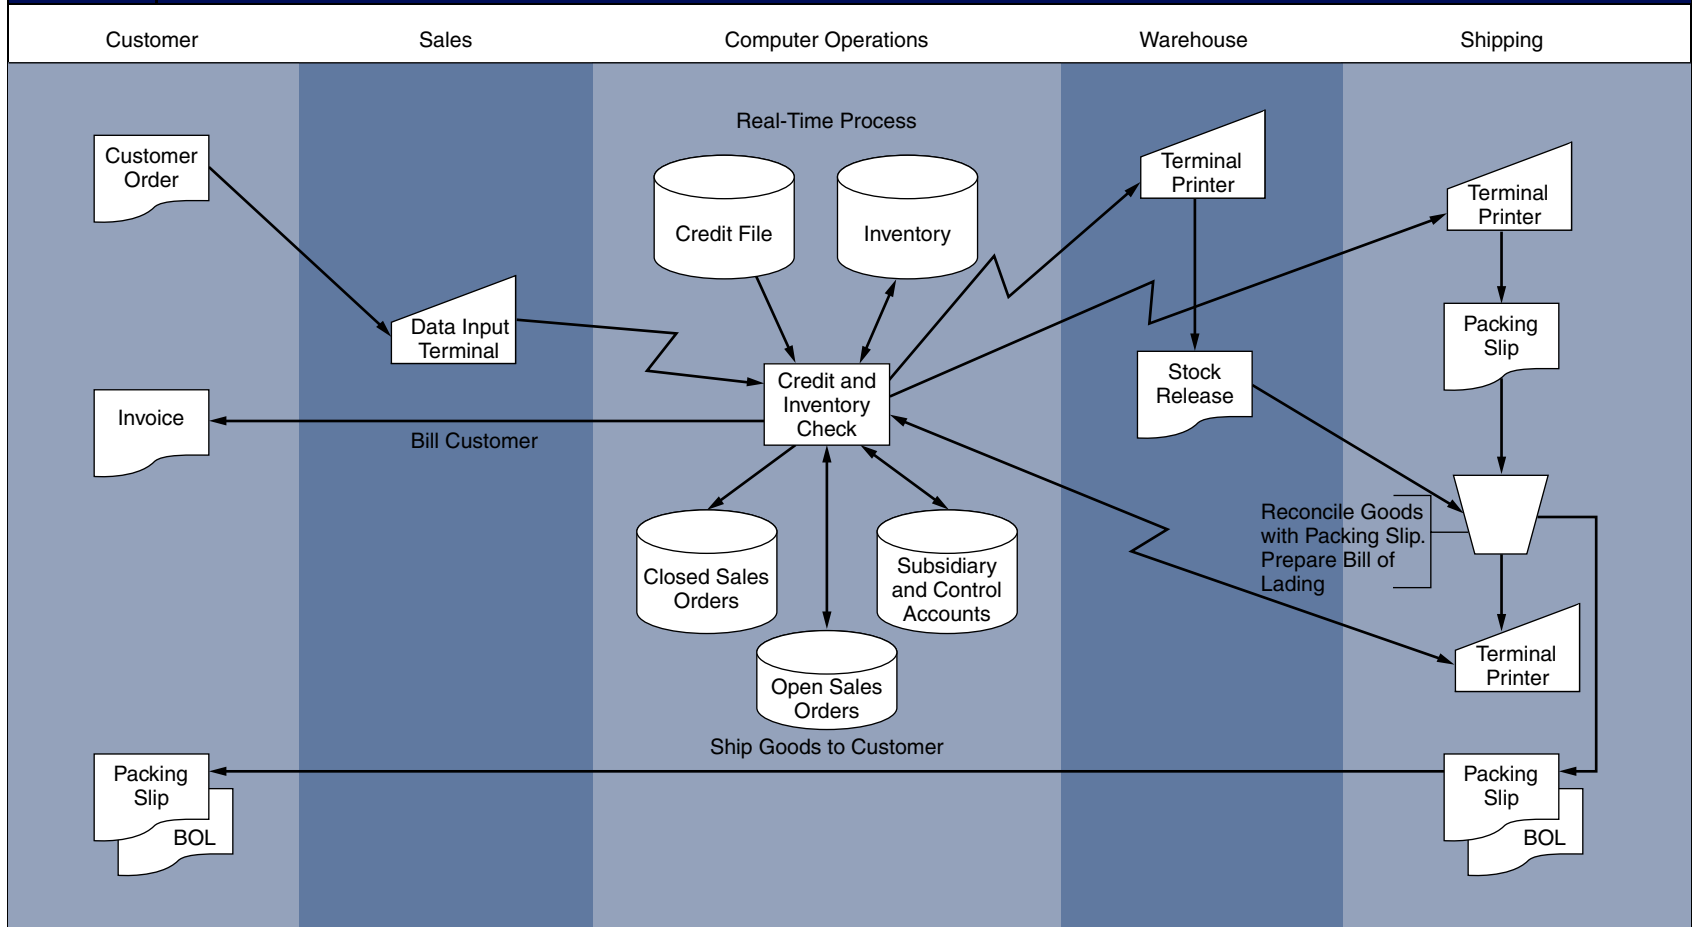 Customer
Sales
Computer Operations
Warehouse
Shipping
Real-Time Process
Customer
Order
Credit File
Inventory
Terminal
Printer
Terminal
Printer
Data Input
Terminal
Packing
Slip
Invoice
Bill Customer
Credit and
Inventory
Check
Stock
Release
Reconcile Goods
with Packing Slip.
Prepare Bill of
Lading
Closed Sales
Orders
Subsidiary
and Control
Accounts
Open Sales
Orders
Terminal
Printer
Ship Goods to Customer
Packing
Slip
BOL
Packing
Slip
BOL